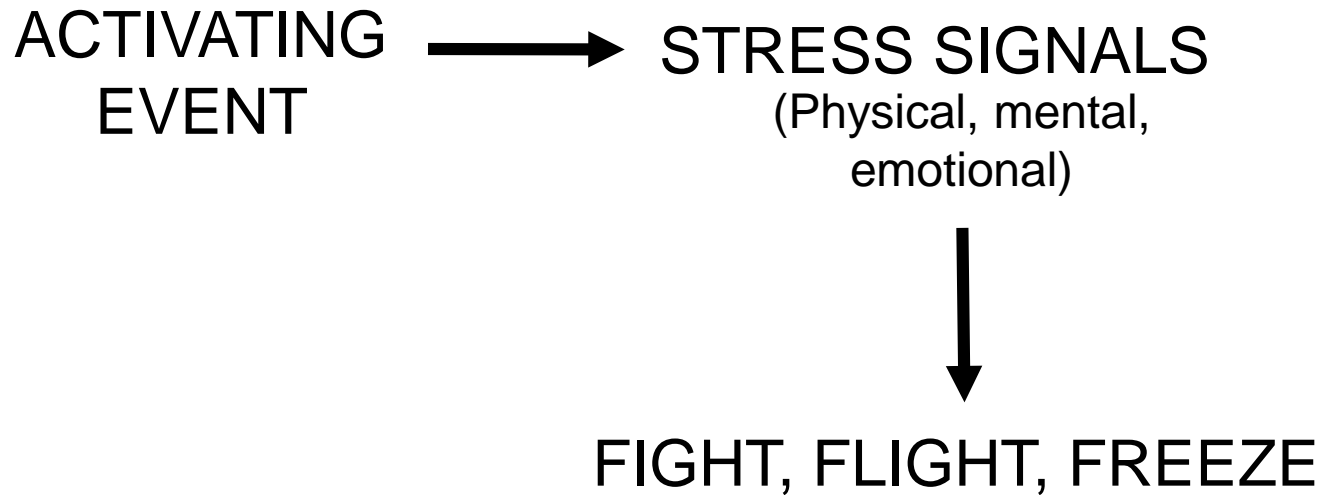 ACTIVATING
EVENT
STRESS SIGNALS
(Physical, mental,
emotional)
FIGHT, FLIGHT, FREEZE